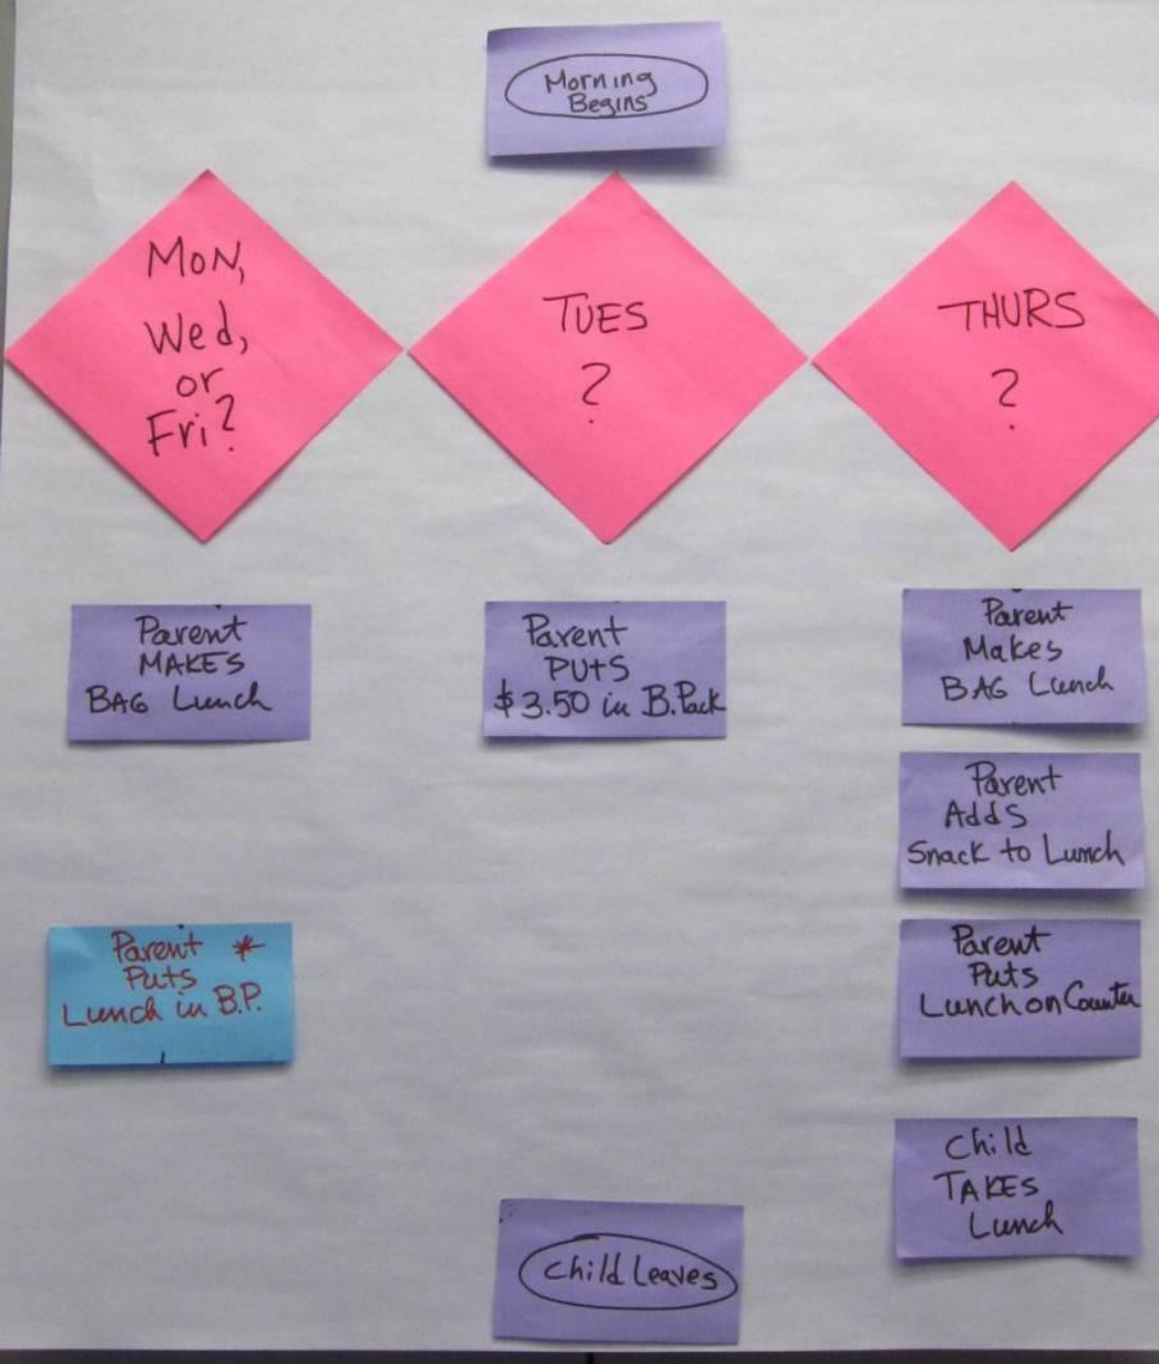 Morning
Begins
MON,
Wed,
or
Fri?
TUES
?
THURS
?
Parent
MAKES
BAG Lunch
Parent
PUTS
$3.50 in B.Pack
Parent
Makes
BAG Lunch
Parent
Adds
Snack to Lunch
Parent *
Puts
Lunch in B.P.
Parent
Puts
Lunch on Counter
Child
TAKES
Lunch
Child Leaves